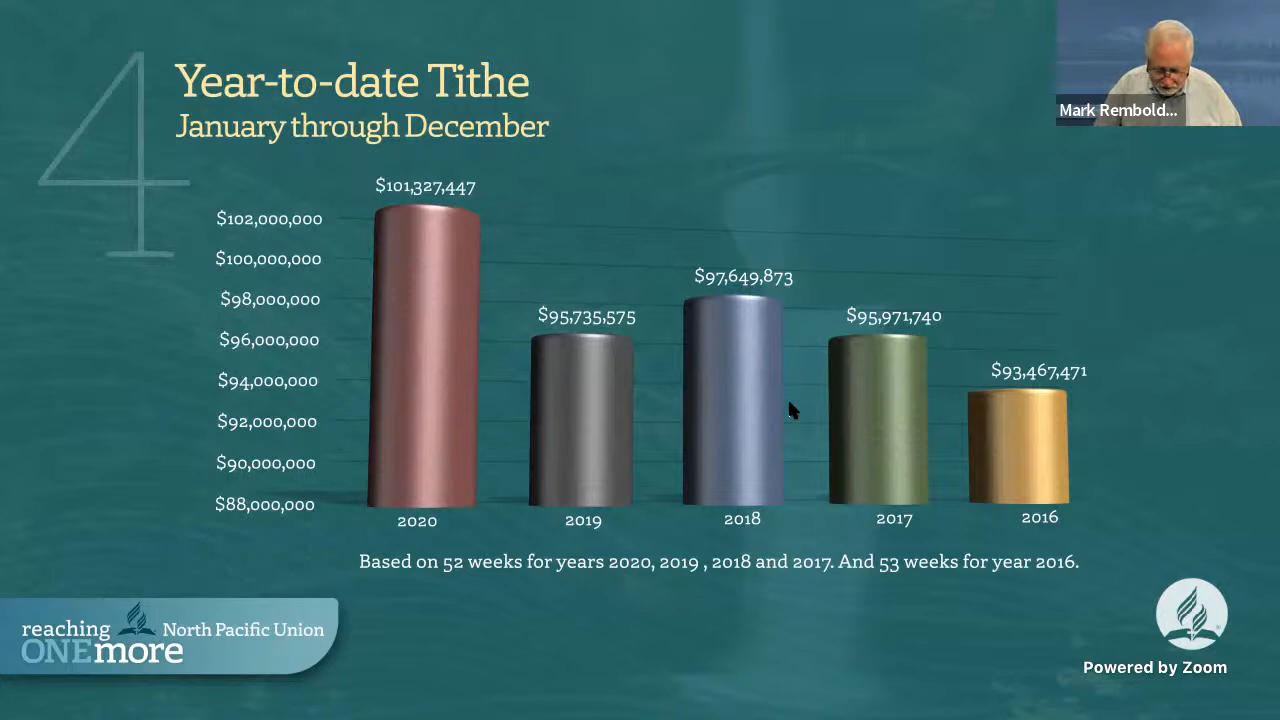 4
Year-to-date Tithe
January through December
Mark Rembold...
$101,327,447
$102,000,000
$100,000,000
$98,000,000
$96,000,000
$94,000,000
$92,000,000
$90,000,000
$88,000,000
$95,735,575
$97,649,873
$95,971,740
$93,467,471
2020 2019 2018 2017 2016
Based on 52 weeks for years 2020, 2019 , 2018 and 2017. And 53 weeks for year 2016.
reaching
ONEmore
North Pacific Union
Powered by Zoom